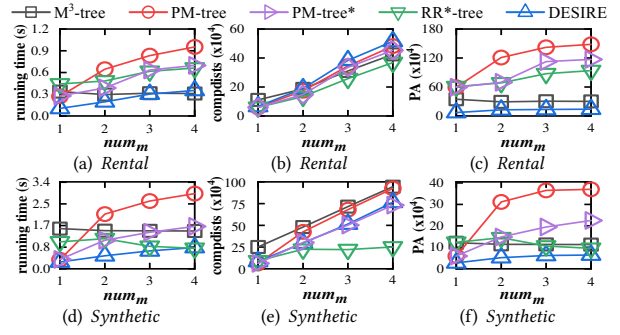 M³-tree PM-tree PM-tree* RR*-tree DESIRE
running time (s)
1.2
0.9
0.6
0.3
0.0
1 2 3 4
num_m
(a) Rental
compdists (x10⁴)
60
40
20
0
1 2 3 4
num_m
(b) Rental
PA (x10⁴)
180
120
60
0
1 2 3 4
num_m
(c) Rental
running time (s)
3.4
2.5
1.7
0.8
0.0
1 2 3 4
num_m
(d) Synthetic
compdists (x10⁴)
100
75
50
25
0
1 2 3 4
num_m
(e) Synthetic
PA (x10⁴)
40
30
20
10
0
1 2 3 4
num_m
(f) Synthetic